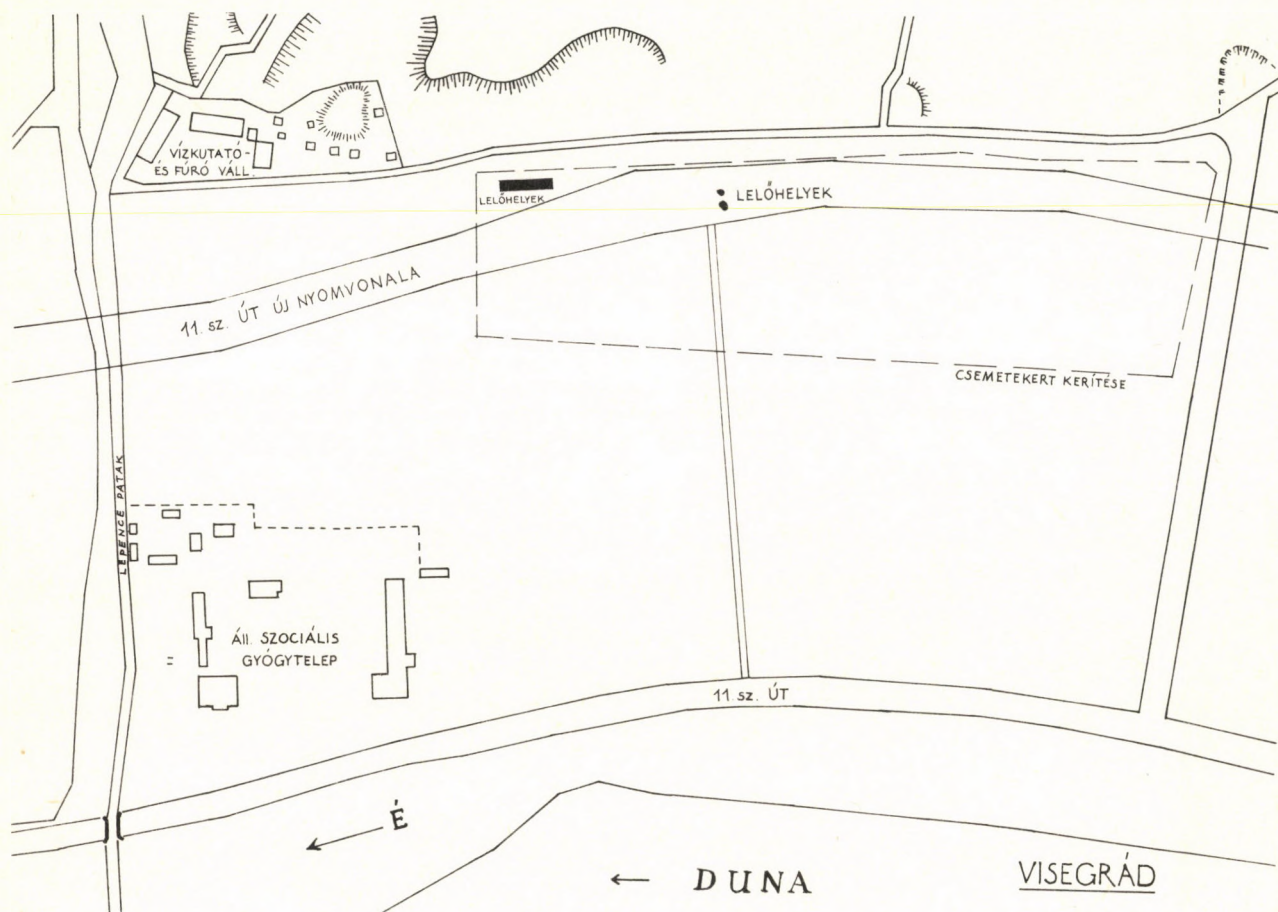 VÍZKUTATÓ-
ÉS FÚRÓ VÁLL.
LELŐHELYEK
LELŐHELYEK
11. SZ. ÚT ÚJ NYOMVONALA
CSEMETEKERT KERÍTÉSE
LEPENCE PATAK
ÁLL. SZOCIÁLIS
GYÓGYTELEP
11. SZ. ÚT
É
DUNA
VISEGRÁD